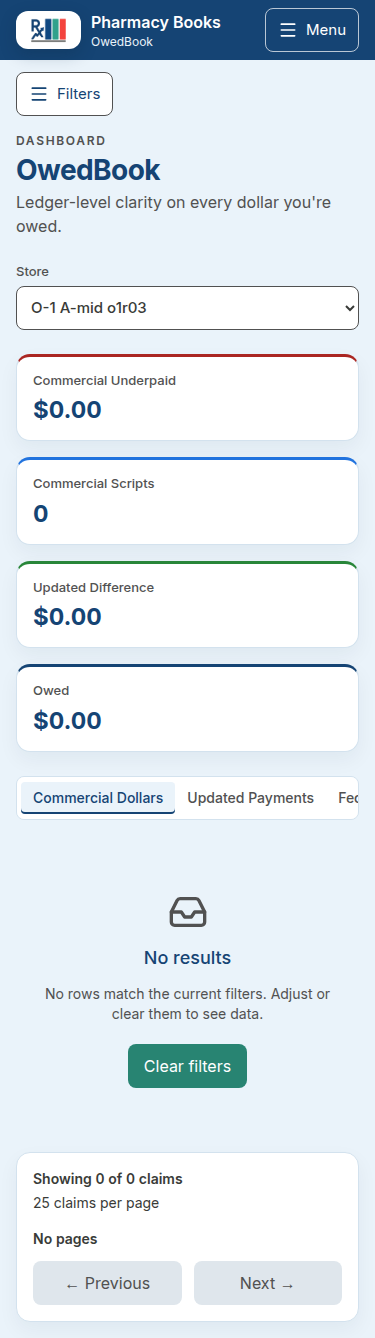 Rx
Pharmacy Books
OwedBook
Menu
Filters
DASHBOARD
OwedBook
Ledger-level clarity on every dollar you're
owed.
Store
O-1 A-mid o1r03
Commercial Underpaid
$0.00
Commercial Scripts
0
Updated Difference
$0.00
Owed
$0.00
Commercial Dollars Updated Payments
No results
No rows match the current filters. Adjust or
clear them to see data.
Clear filters
Showing 0 of 0 claims
25 claims per page
No pages
← Previous Next →